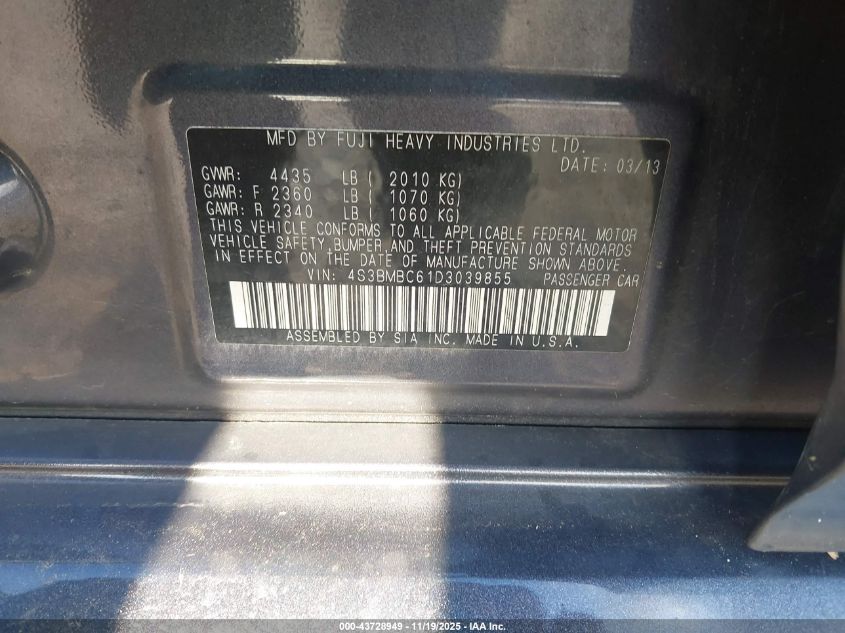 MFD BY FUJI HEAVY INDUSTRIES LTD.
DATE: 03/13
GVWR: 4435 LB ( 2010 KG)
GAWR: F 2360 LB ( 1070 KG)
GAWR: R 2340 LB ( 1060 KG)
THIS VEHICLE CONFORMS TO ALL APPLICABLE FEDERAL MOTOR
VEHICLE SAFETY,BUMPER,AND THEFT PREVENTION STANDARDS
IN EFFECT ON THE DATE OF MANUFACTURE SHOWN ABOVE.
VIN: 4S3BMBC61D3039855 PASSENGER CAR
ASSEMBLED BY SIA INC. MADE IN U.S.A.
000-43728949 - 11/19/2025 - IAA Inc.